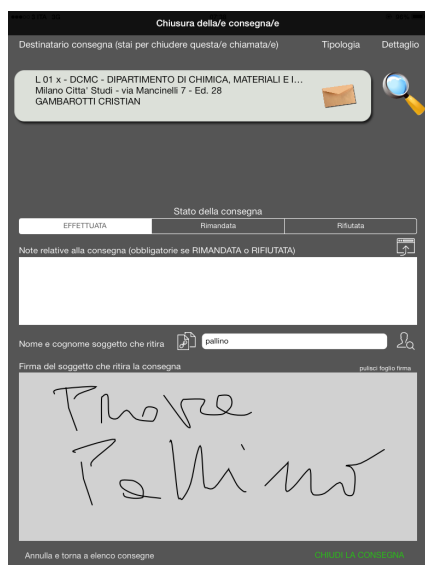 Chiusura della/e consegna/e
Destinatario consegna (stai per chiudere questa/e chiamata/e) Tipologia Dettaglio
L 01 x - DCMC - DIPARTIMENTO DI CHIMICA, MATERIALI E I...
Milano Citta' Studi - via Mancinelli 7 - Ed. 28
GAMBAROTTI CRISTIAN
Stato della consegna
EFFETTUATA Rimandata Rifiutata
Note relative alla consegna (obbligatorie se RIMANDATA o RIFIUTATA)
Nome e cognome soggetto che ritira pallino
Firma del soggetto che ritira la consegna pulisci foglio firma
Pallino
Annulla e torna a elenco consegne CHIUDI LA CONSEGNA